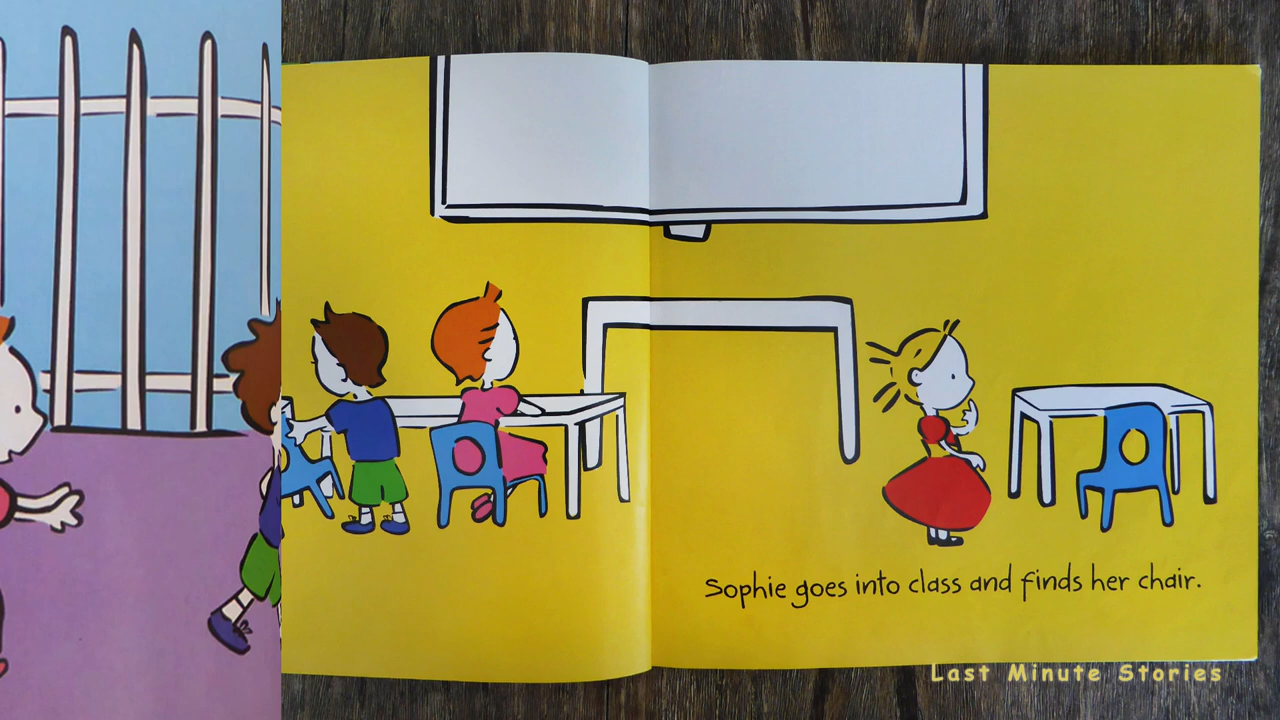 Sophie goes into class and finds her chair.
Last Minute Stories